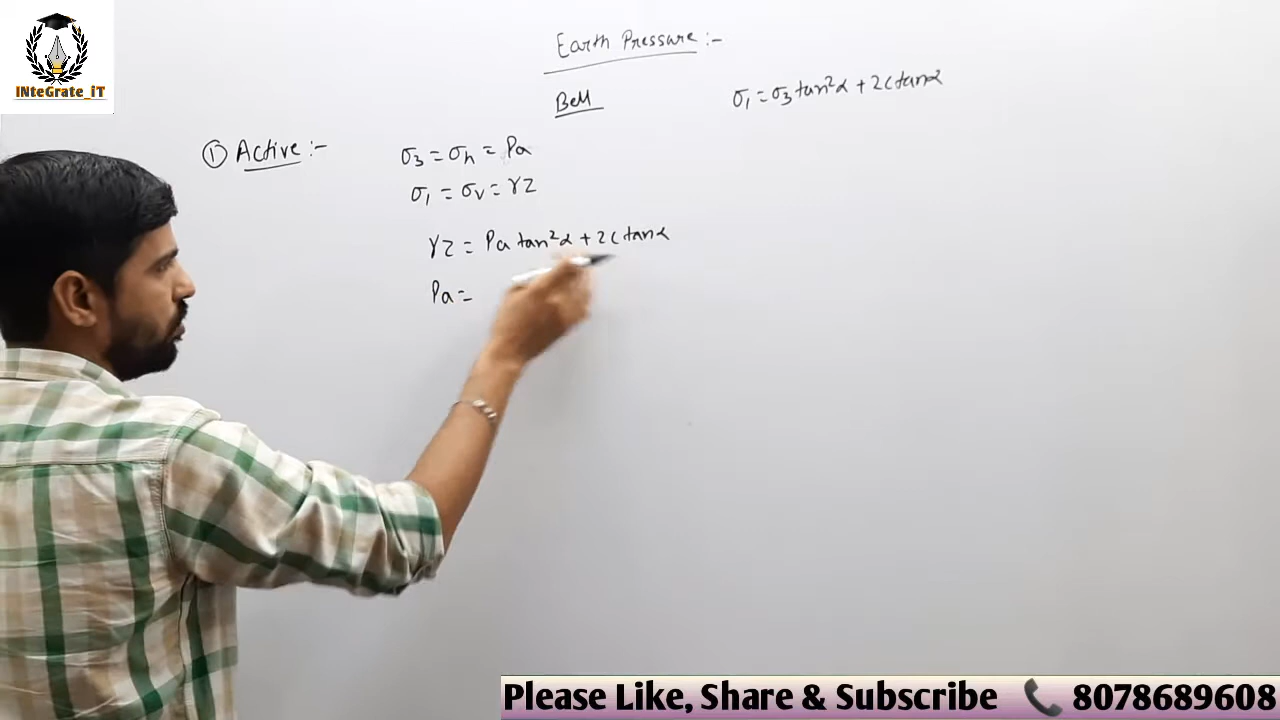 INteGrate_iT
Earth Pressure :-
Bell
σ₁ = σ₃ tan²α + 2C tanα
① Active :-
σ₃ = σh = Pa
σ₁ = σv = γZ
γZ = Pa tan²α + 2C tanα
Pa =
Please Like, Share & Subscribe 📞 8078689608